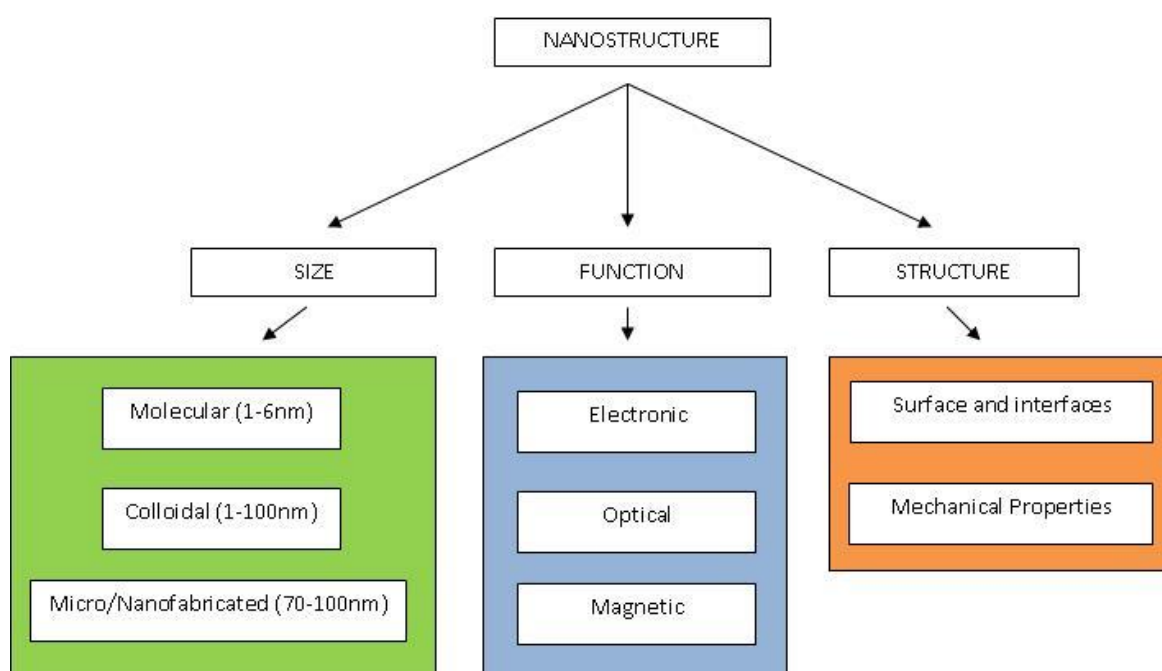 NANOSTRUCTURE
SIZE
FUNCTION
STRUCTURE
Molecular (1-6nm)
Colloidal (1-100nm)
Micro/Nanofabricated (70-100nm)
Electronic
Optical
Magnetic
Surface and interfaces
Mechanical Properties